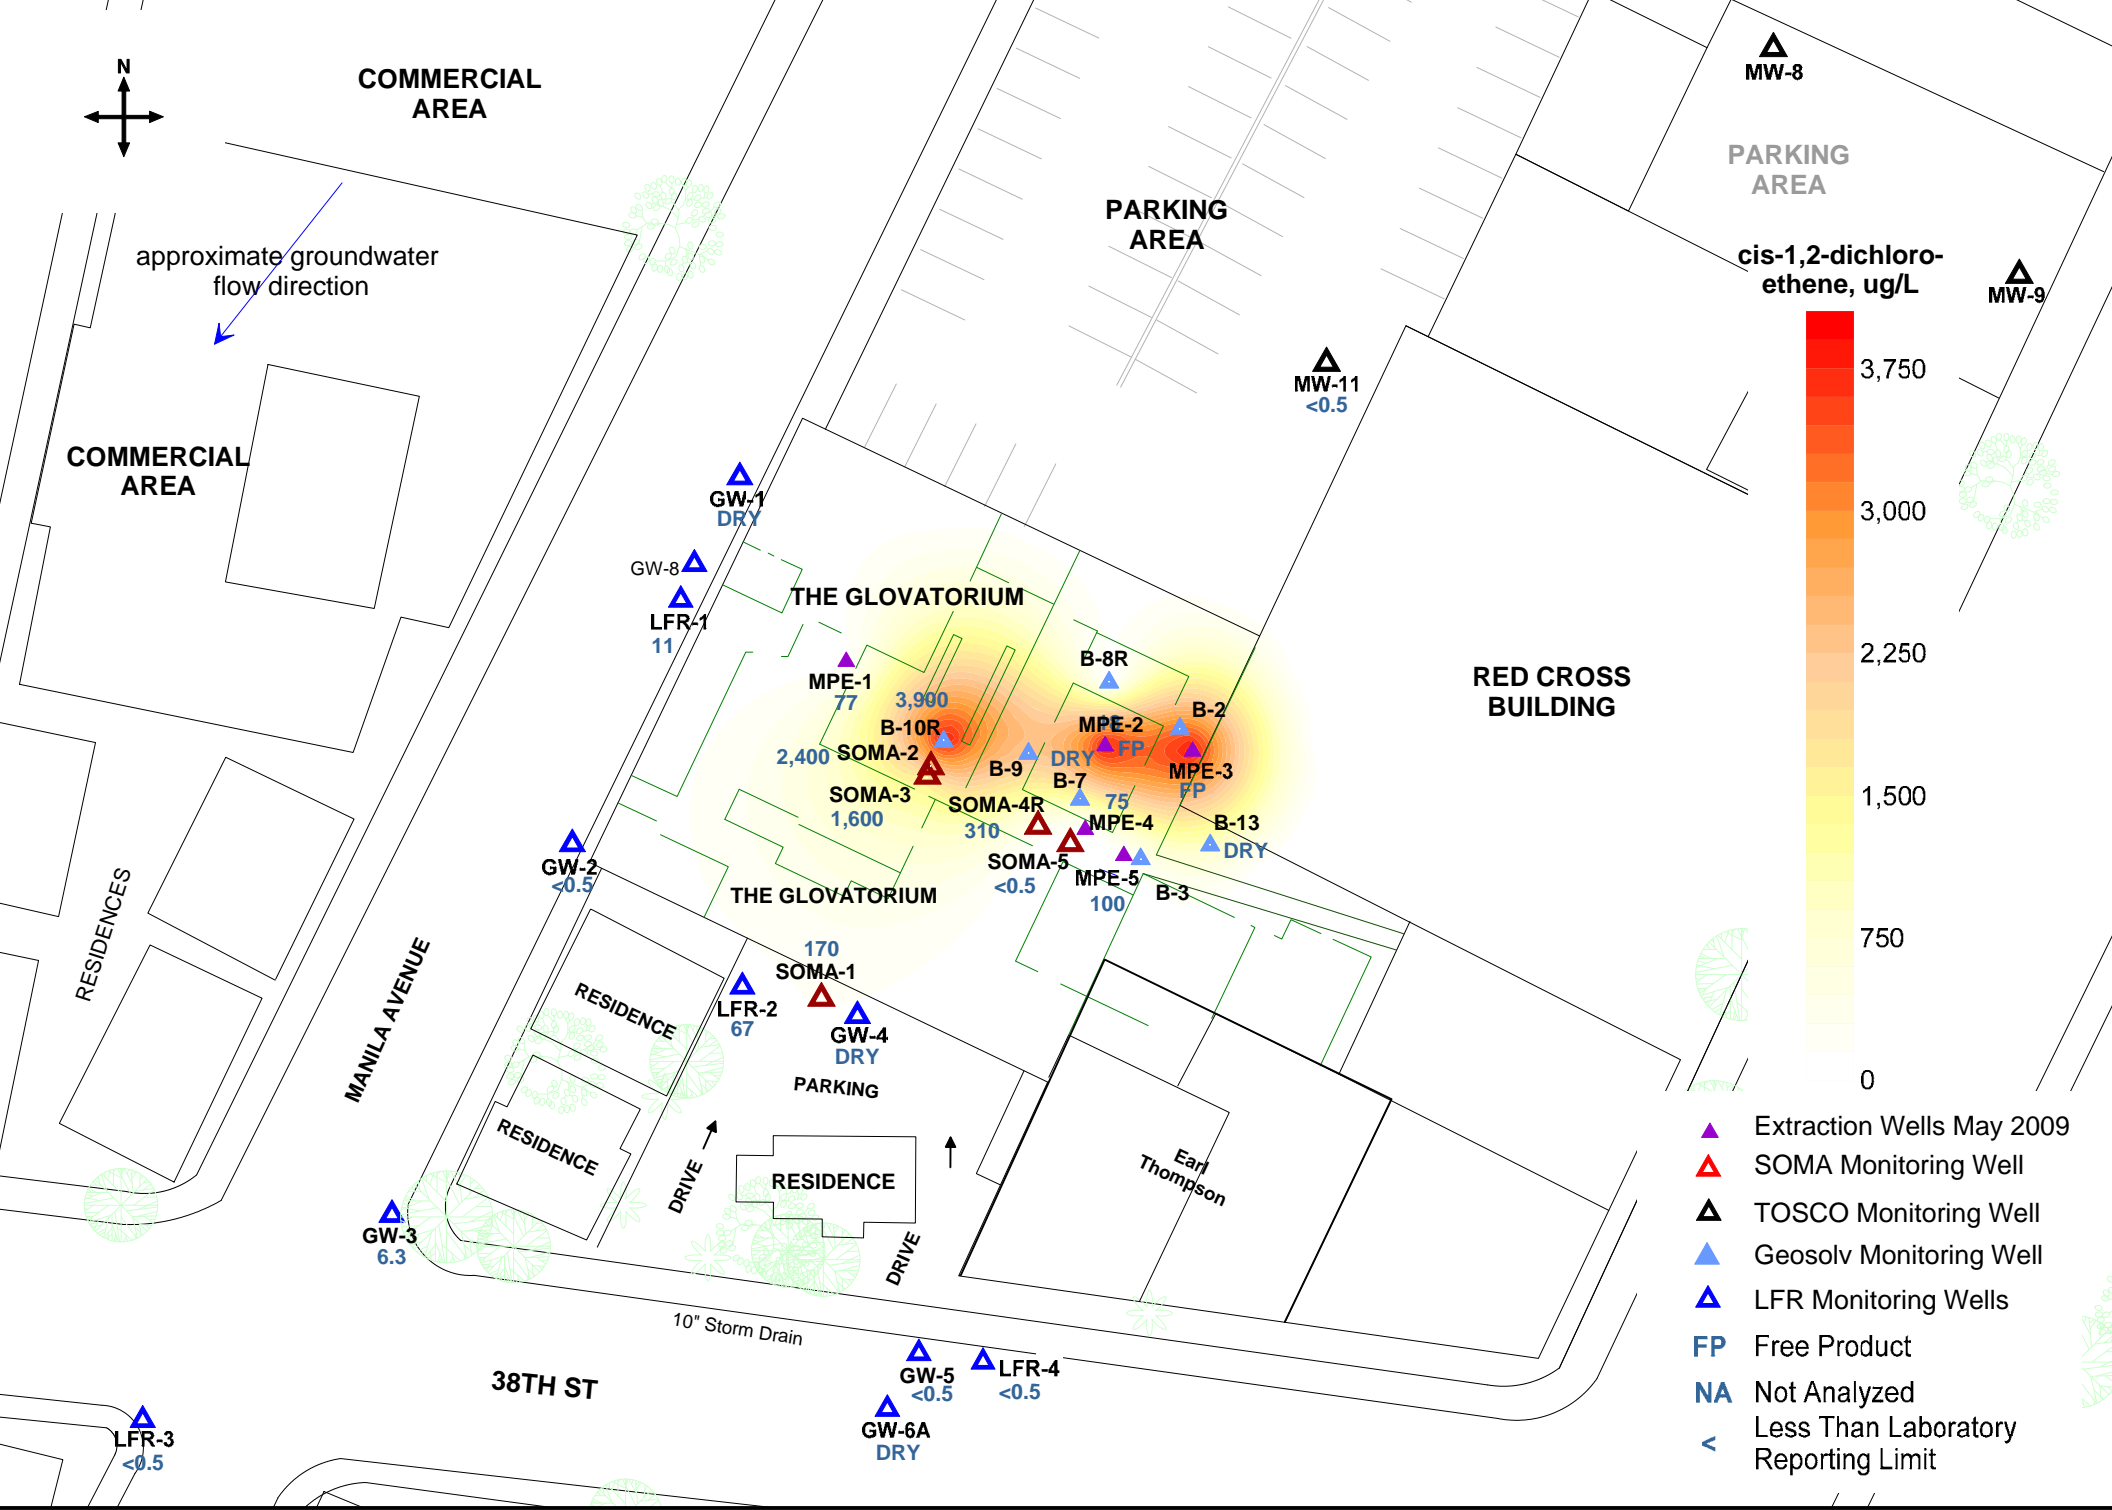 N
COMMERCIAL
AREA
MW-8
PARKING
AREA
PARKING
AREA
approximate groundwater
flow direction
cis-1,2-dichloro-
ethene, ug/L
MW-9
3,750
MW-11
<0.5
COMMERCIAL
AREA
GW-1
DRY
3,000
GW-8
THE GLOVATORIUM
LFR-1
11
2,250
B-8R
MPE-1
77
3,900
RED CROSS
BUILDING
B-2
B-10R
MPE-2
FP
SOMA-2
2,400
DRY
B-9
MPE-3
FP
B-7
SOMA-3
1,600
SOMA-4R
310
75
MPE-4
B-13
DRY
1,500
GW-2
<0.5
SOMA-5
<0.5
MPE-5
100
B-3
THE GLOVATORIUM
RESIDENCES
750
MANILA AVENUE
170
SOMA-1
RESIDENCE
LFR-2
67
GW-4
DRY
PARKING
0
RESIDENCE
DRIVE
RESIDENCE
Earl
Thompson
GW-3
6.3
DRIVE
10" Storm Drain
38TH ST
GW-5
<0.5
LFR-4
<0.5
GW-6A
DRY
LFR-3
<0.5
Extraction Wells May 2009
SOMA Monitoring Well
TOSCO Monitoring Well
Geosolv Monitoring Well
LFR Monitoring Wells
FP Free Product
NA Not Analyzed
< Less Than Laboratory
Reporting Limit